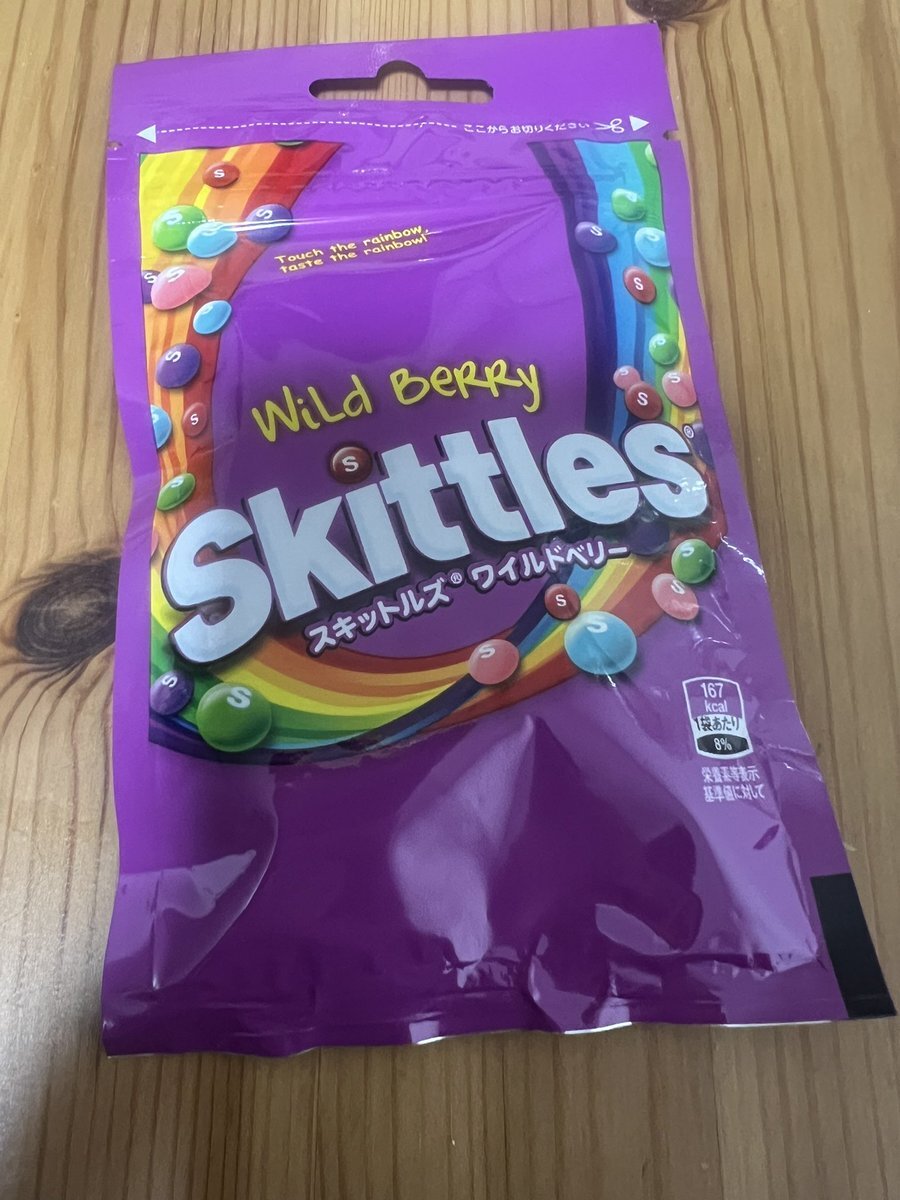 ここからお切りください
Touch the rainbow,
taste the rainbow!
Wild Berry
Skittles®
スキットルズ® ワイルドベリー
167
kcal
1袋あたり
8%
栄養素等表示
基準値に対して